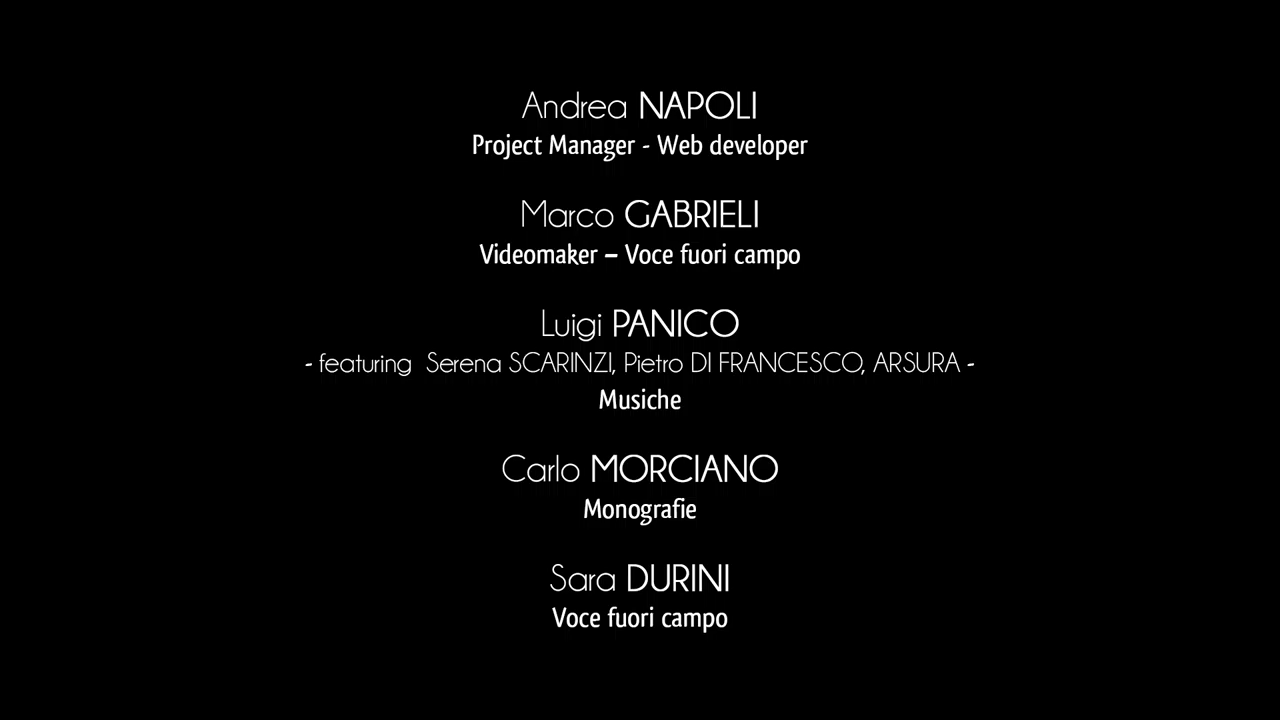 Andrea NAPOLI
Project Manager - Web developer
Marco GABRIELI
Videomaker – Voce fuori campo
Luigi PANICO
- featuring  Serena SCARINZI, Pietro DI FRANCESCO, ARSURA -
Musiche
Carlo MORCIANO
Monografie
Sara DURINI
Voce fuori campo